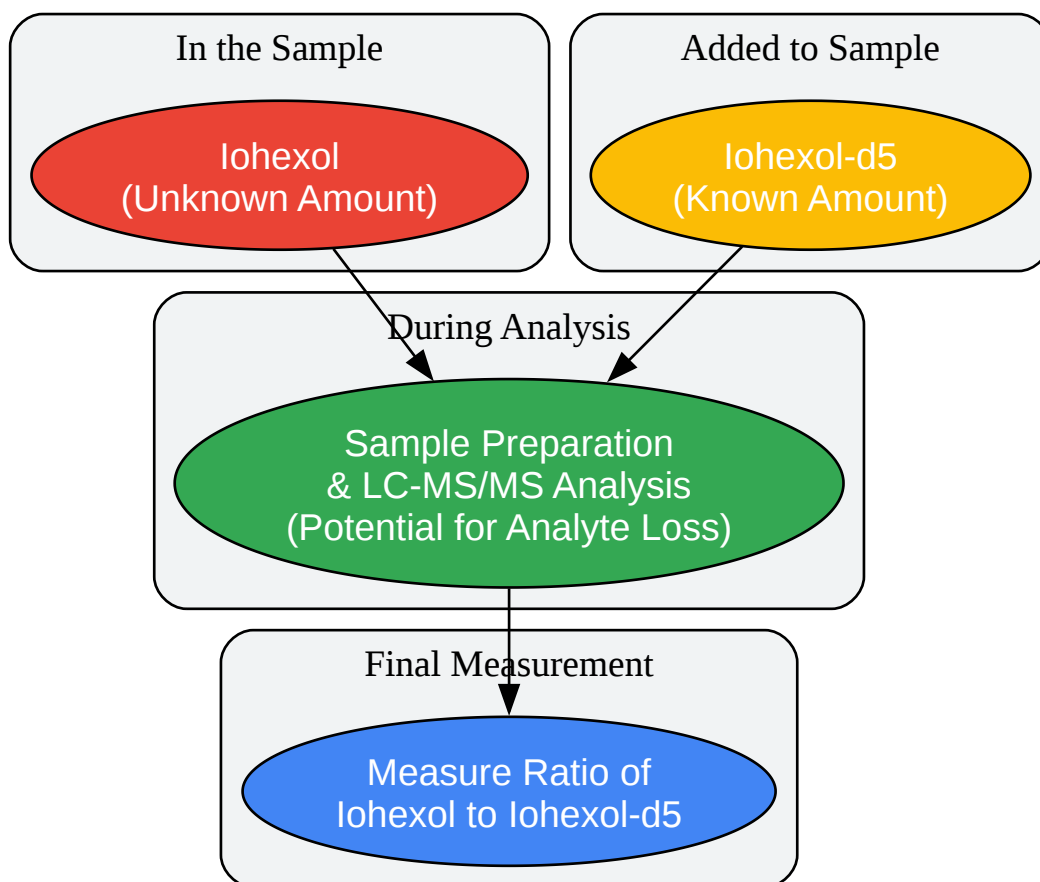 In the Sample
Iohexol
(Unknown Amount)
Added to Sample
Iohexol-d5
(Known Amount)
During Analysis
Sample Preparation
& LC-MS/MS Analysis
(Potential for Analyte Loss)
Final Measurement
Measure Ratio of
Iohexol to Iohexol-d5